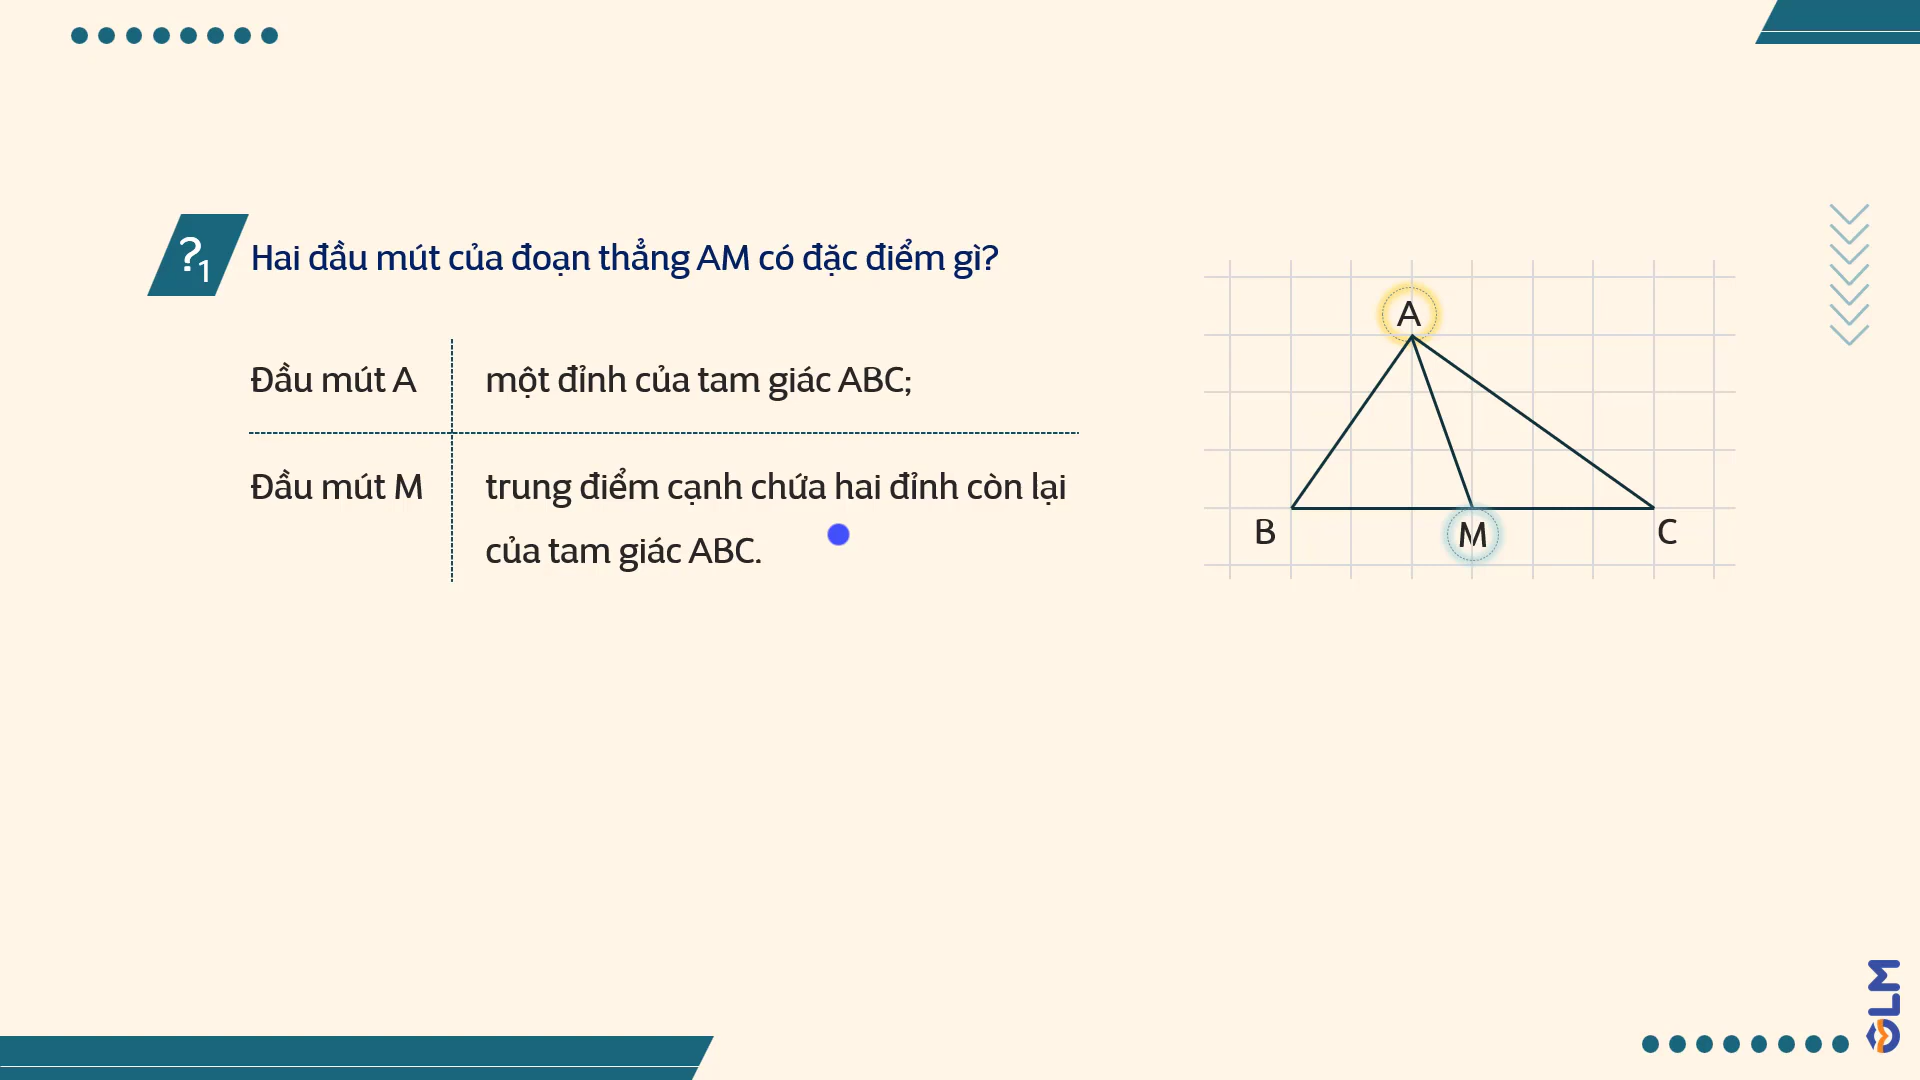 ?1 Hai đầu mút của đoạn thẳng AM có đặc điểm gì?
Đầu mút A một đỉnh của tam giác ABC;
Đầu mút M trung điểm cạnh chứa hai đỉnh còn lại
của tam giác ABC.
A
B M C
OLM